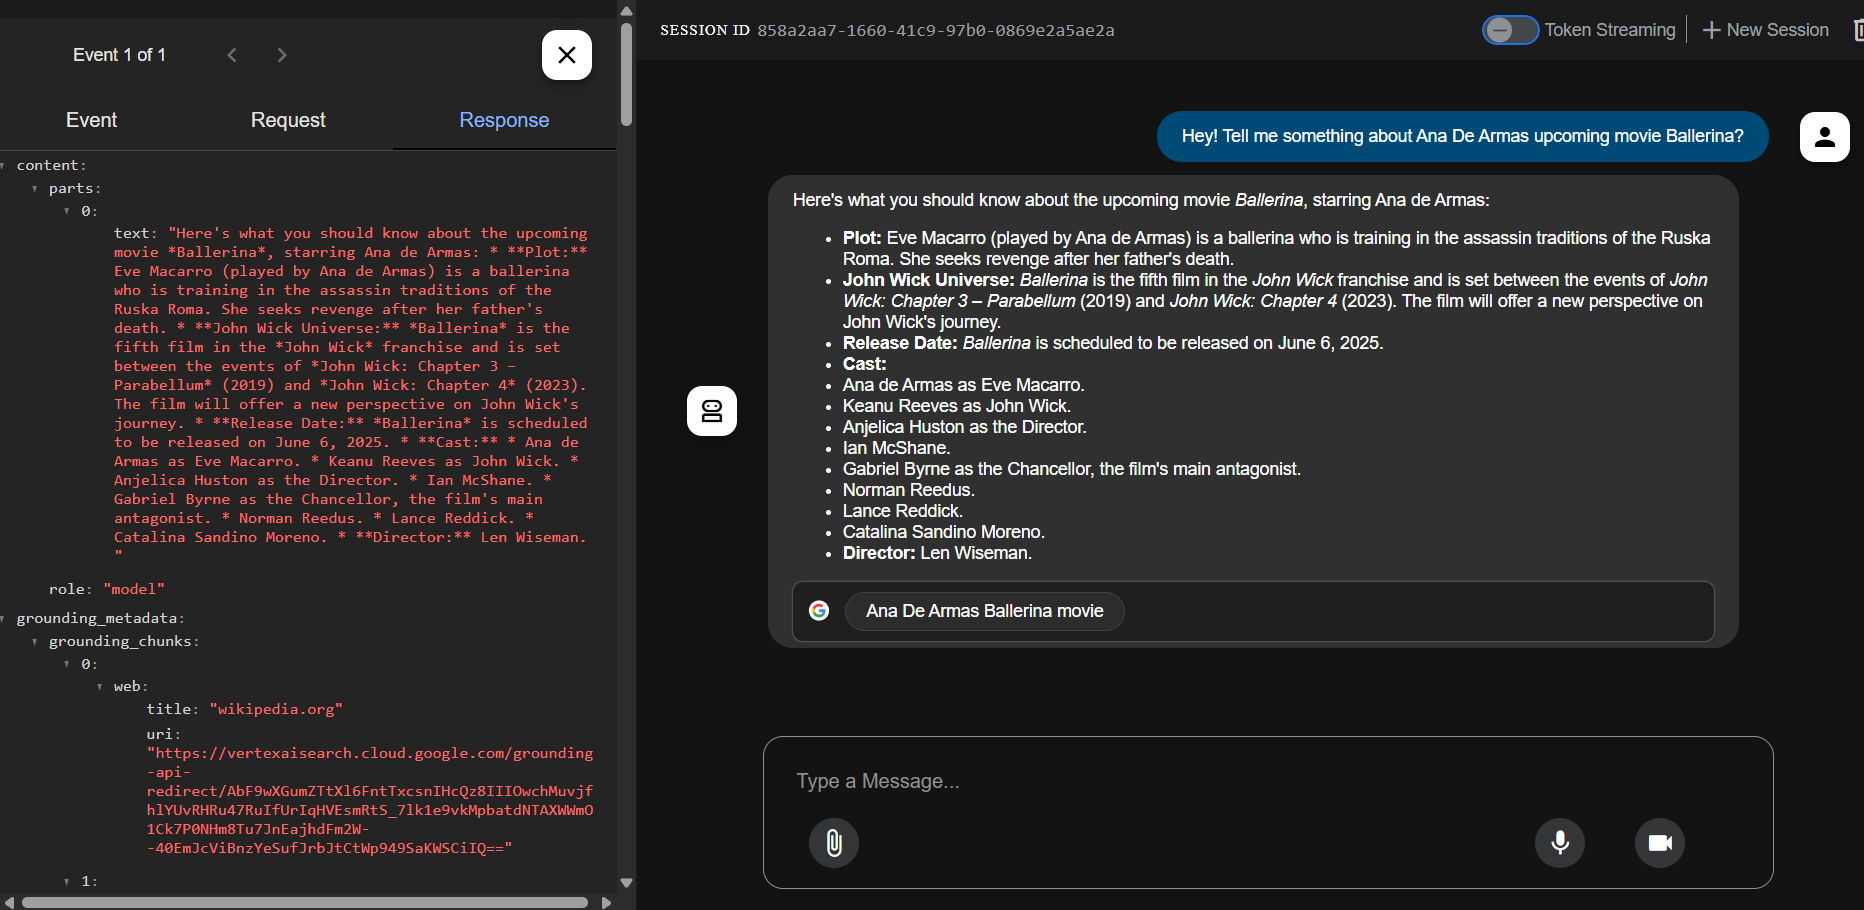 Event 1 of 1
Event
Request
Response
content:
parts:
0:
text: "Here's what you should know about the upcoming
movie *Ballerina*, starring Ana de Armas: * **Plot:**
Eve Macarro (played by Ana de Armas) is a ballerina
who is training in the assassin traditions of the
Ruska Roma. She seeks revenge after her father's
death. * **John Wick Universe:** *Ballerina* is the
fifth film in the *John Wick* franchise and is set
between the events of *John Wick: Chapter 3 –
Parabellum* (2019) and *John Wick: Chapter 4* (2023).
The film will offer a new perspective on John Wick's
journey. * **Release Date:** *Ballerina* is scheduled
to be released on June 6, 2025. * **Cast:** * Ana de
Armas as Eve Macarro. * Keanu Reeves as John Wick. *
Anjelica Huston as the Director. * Ian McShane. *
Gabriel Byrne as the Chancellor, the film's main
antagonist. * Norman Reedus. * Lance Reddick. *
Catalina Sandino Moreno. * **Director:** Len Wiseman.
"
role: "model"
grounding_metadata:
grounding_chunks:
0:
web:
title: "wikipedia.org"
uri:
"https://vertexaisearch.cloud.google.com/grounding
-api-
redirect/AbF9wXGumZTtXl6FntTxcsnIHcQz8IIIOwchMuvjf
hlYUvRHRu47RuIfUrIqHVEsmRtS_7lk1e9vkMpbatdNTAXWWmO
1Ck7P0NHm8Tu7JnEajhdFm2W-
-40EmJcViBnzYeSufJrbJtCtWp949SaKWSCiIQ=="
1:
SESSION ID 858a2aa7-1660-41c9-97b0-0869e2a5ae2a
Token Streaming
New Session
Hey! Tell me something about Ana De Armas upcoming movie Ballerina?
Here's what you should know about the upcoming movie Ballerina, starring Ana de Armas:
• Plot: Eve Macarro (played by Ana de Armas) is a ballerina who is training in the assassin traditions of the Ruska
Roma. She seeks revenge after her father's death.
• John Wick Universe: Ballerina is the fifth film in the John Wick franchise and is set between the events of John
Wick: Chapter 3 – Parabellum (2019) and John Wick: Chapter 4 (2023). The film will offer a new perspective on
John Wick's journey.
• Release Date: Ballerina is scheduled to be released on June 6, 2025.
• Cast:
• Ana de Armas as Eve Macarro.
• Keanu Reeves as John Wick.
• Anjelica Huston as the Director.
• Ian McShane.
• Gabriel Byrne as the Chancellor, the film's main antagonist.
• Norman Reedus.
• Lance Reddick.
• Catalina Sandino Moreno.
• Director: Len Wiseman.
Ana De Armas Ballerina movie
Type a Message...